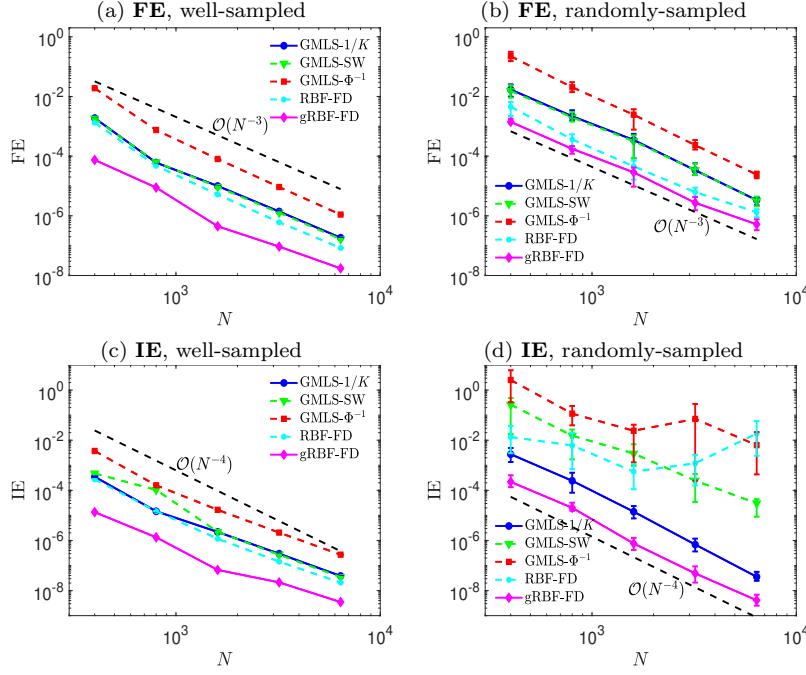 (a) FE, well-sampled
10^0
10^-2
10^-4
10^-6
10^-8
FE
GMLS-1/K
GMLS-SW
GMLS-Φ^-1
RBF-FD
gRBF-FD
O(N^-3)
10^3
10^4
N
(b) FE, randomly-sampled
10^0
10^-2
10^-4
10^-6
10^-8
FE
GMLS-1/K
GMLS-SW
GMLS-Φ^-1
RBF-FD
gRBF-FD
O(N^-3)
10^3
10^4
N
(c) IE, well-sampled
10^0
10^-2
10^-4
10^-6
10^-8
IE
GMLS-1/K
GMLS-SW
GMLS-Φ^-1
RBF-FD
gRBF-FD
O(N^-4)
10^3
10^4
N
(d) IE, randomly-sampled
10^0
10^-2
10^-4
10^-6
10^-8
IE
GMLS-1/K
GMLS-SW
GMLS-Φ^-1
RBF-FD
gRBF-FD
O(N^-4)
10^3
10^4
N